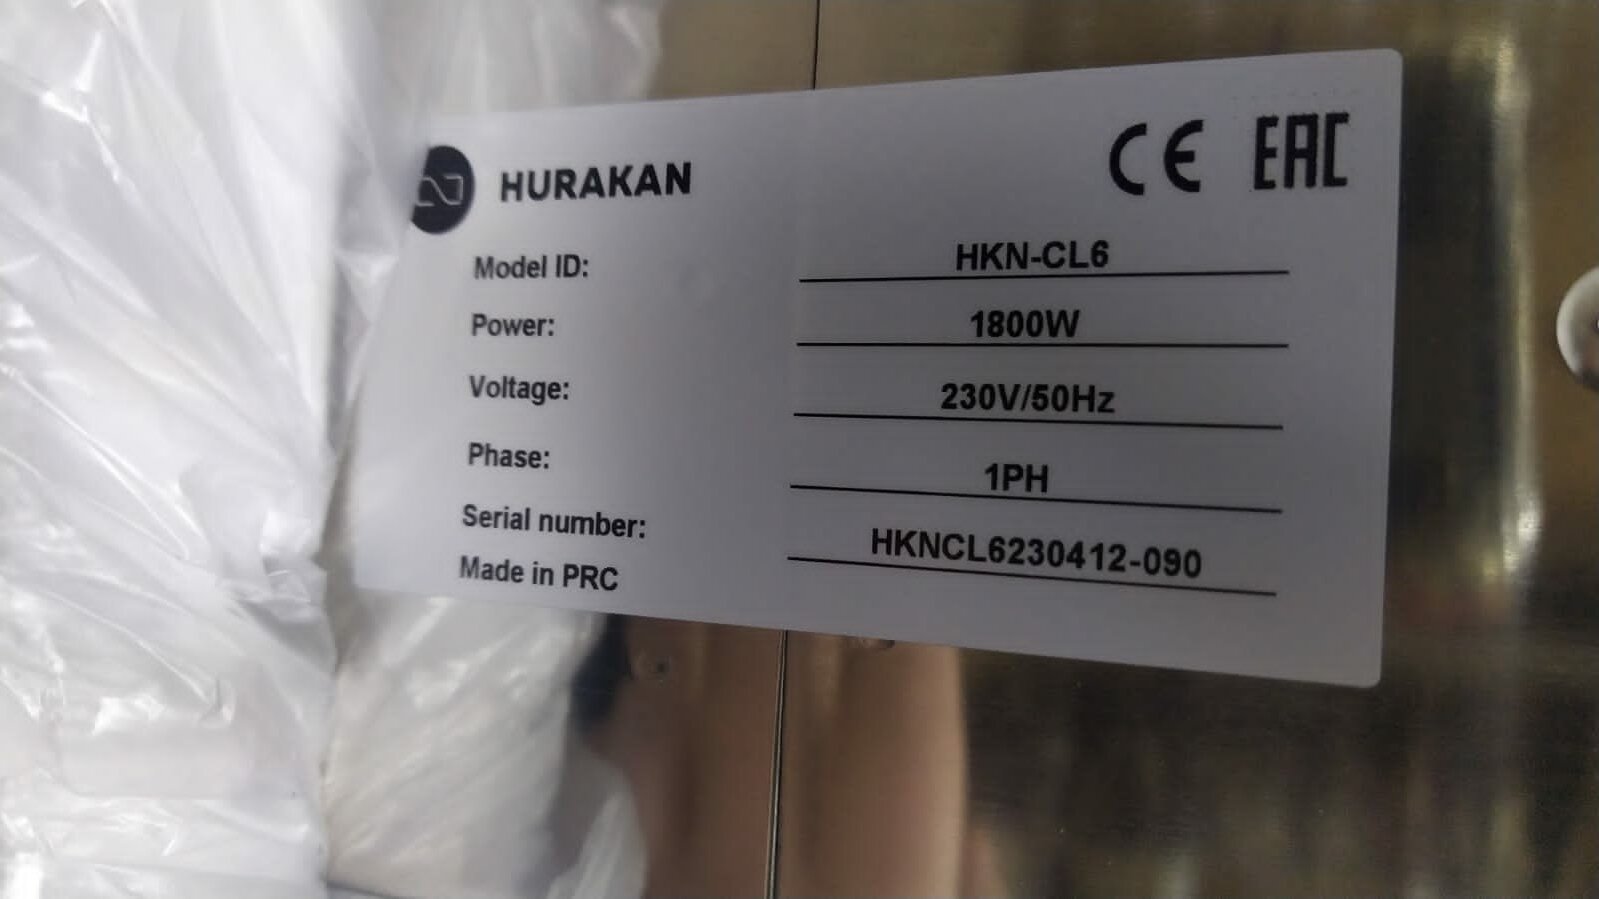 HURAKAN
CE EAC
Model ID: HKN-CL6
Power: 1800W
Voltage: 230V/50Hz
Phase: 1PH
Serial number: HKNCL6230412-090
Made in PRC